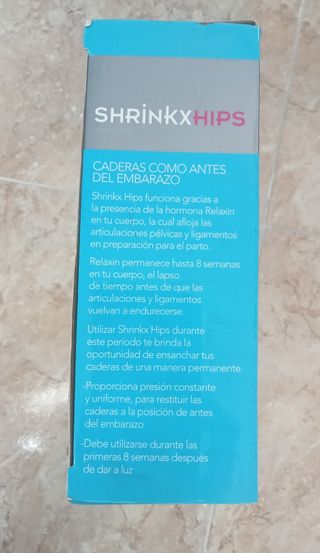 SHRINKXHIPS
CADERAS COMO ANTES
DEL EMBARAZO
Shrinkx Hips funciona gracias a
la presencia de la hormona Relaxin
en tu cuerpo, la cual afloja las
articulaciones pélvicas y ligamentos
en preparación para el parto.
Relaxin permanece hasta 8 semanas
en tu cuerpo, el lapso
de tiempo antes de que las
articulaciones y ligamentos
vuelvan a endurecerse.
Utilizar Shrinkx Hips durante
este período te brinda la
oportunidad de ensanchar tus
caderas de una manera permanente.
-Proporciona presión constante
y uniforme, para restituir las
caderas a la posición de antes
del embarazo
-Debe utilizarse durante las
primeras 8 semanas después
de dar a luz